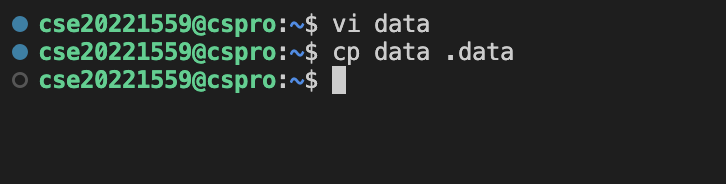 cse20221559@cspro:~$ vi data
cse20221559@cspro:~$ cp data .data
cse20221559@cspro:~$